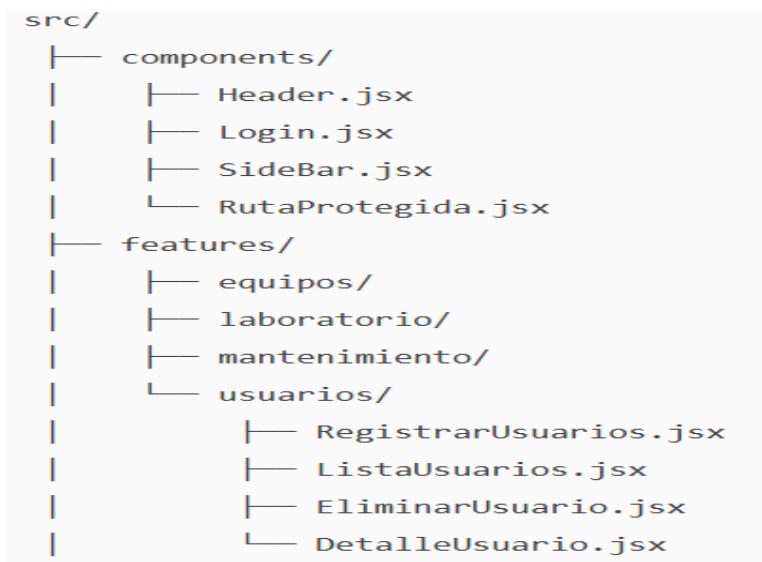 src/
├── components/
│   ├── Header.jsx
│   ├── Login.jsx
│   ├── SideBar.jsx
│   └── RutaProtegida.jsx
├── features/
│   ├── equipos/
│   ├── laboratorio/
│   ├── mantenimiento/
│   └── usuarios/
│       ├── RegistrarUsuarios.jsx
│       ├── ListaUsuarios.jsx
│       ├── EliminarUsuario.jsx
│       └── DetalleUsuario.jsx